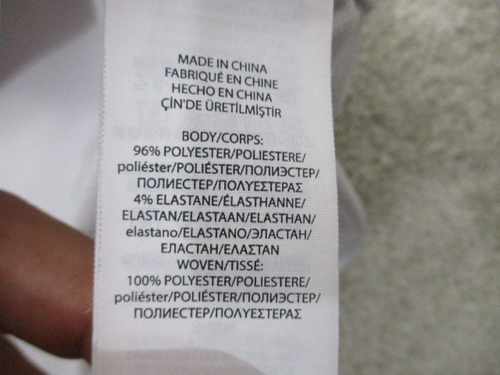 MADE IN CHINA
FABRIQUÉ EN CHINE
HECHO EN CHINA
ÇİN'DE ÜRETİLMİŞTİR
BODY/CORPS:
96% POLYESTER/POLIESTERE/
poliéster/POLIÉSTER/ПОЛИЭСТЕР/
ПОЛИЕСТЕР/ΠΟΛΥΕΣΤΕΡΑΣ
4% ELASTANE/ÉLASTHANNE/
ELASTAN/ELASTAAN/ELASTHAN/
elastano/ELASTANO/ЭЛАСТАН/
ЕЛАСТАН/ΕΛΑΣΤΑΝ
WOVEN/TISSÉ:
100% POLYESTER/POLIESTERE/
poliéster/POLIÉSTER/ПОЛИЭСТЕР/
ПОЛИЕСТЕР/ΠΟΛΥΕΣΤΕΡΑΣ